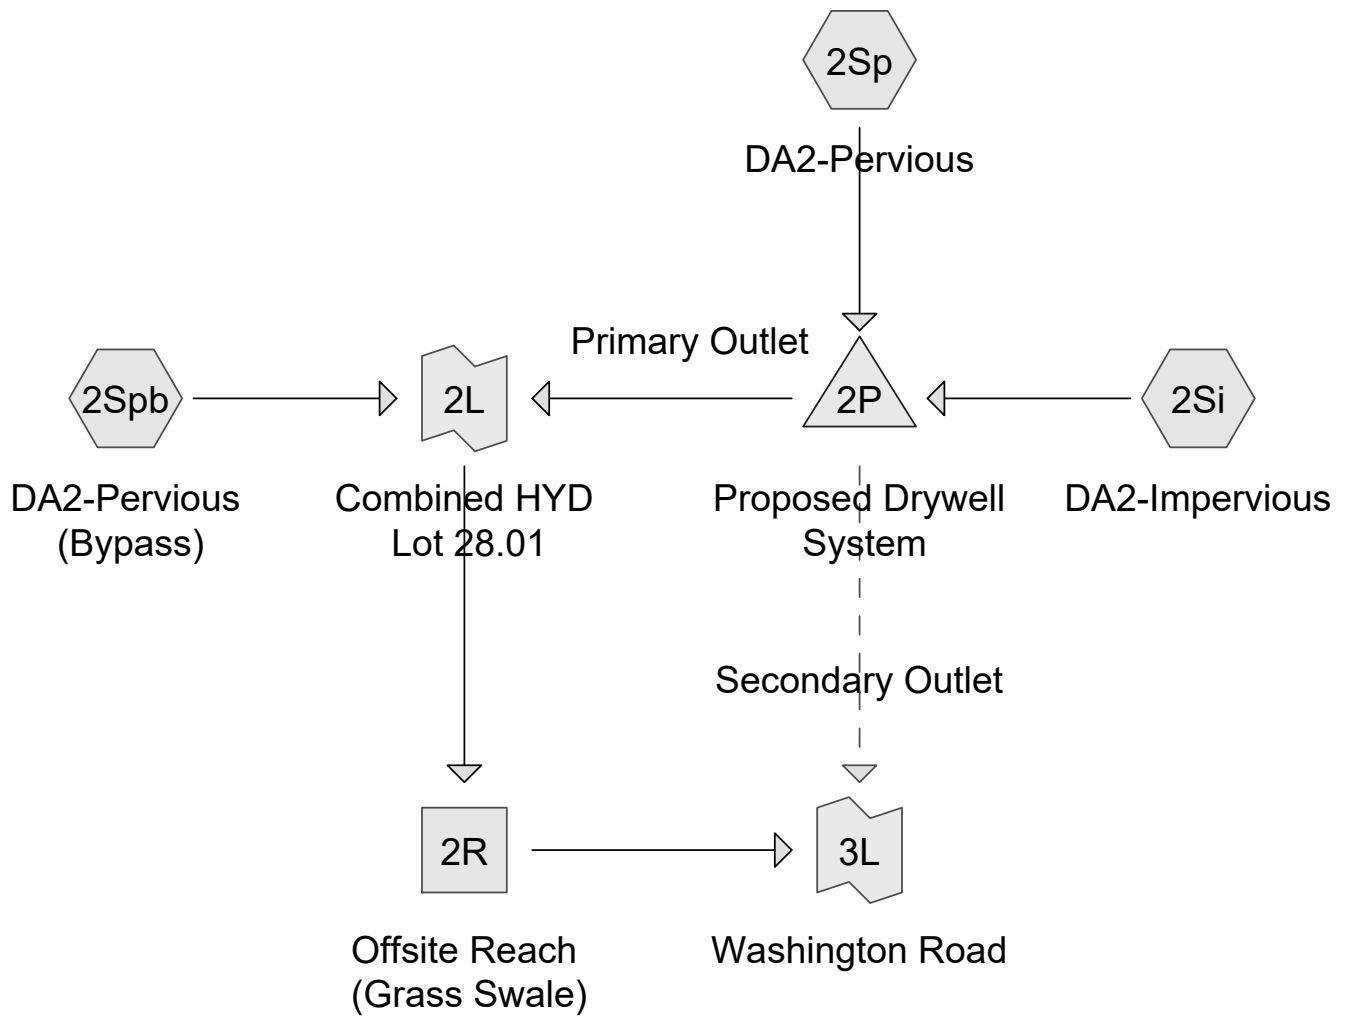 2Sp
DA2-Pervious
Primary Outlet
2Spb
2L
2P
2Si
DA2-Pervious
(Bypass)
Combined HYD
Lot 28.01
Proposed Drywell
System
DA2-Impervious
Secondary Outlet
2R
3L
Offsite Reach
(Grass Swale)
Washington Road